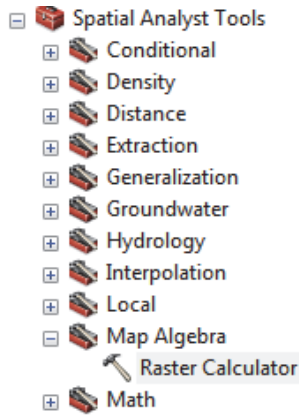 Spatial Analyst Tools
Conditional
Density
Distance
Extraction
Generalization
Groundwater
Hydrology
Interpolation
Local
Map Algebra
Raster Calculator
Math